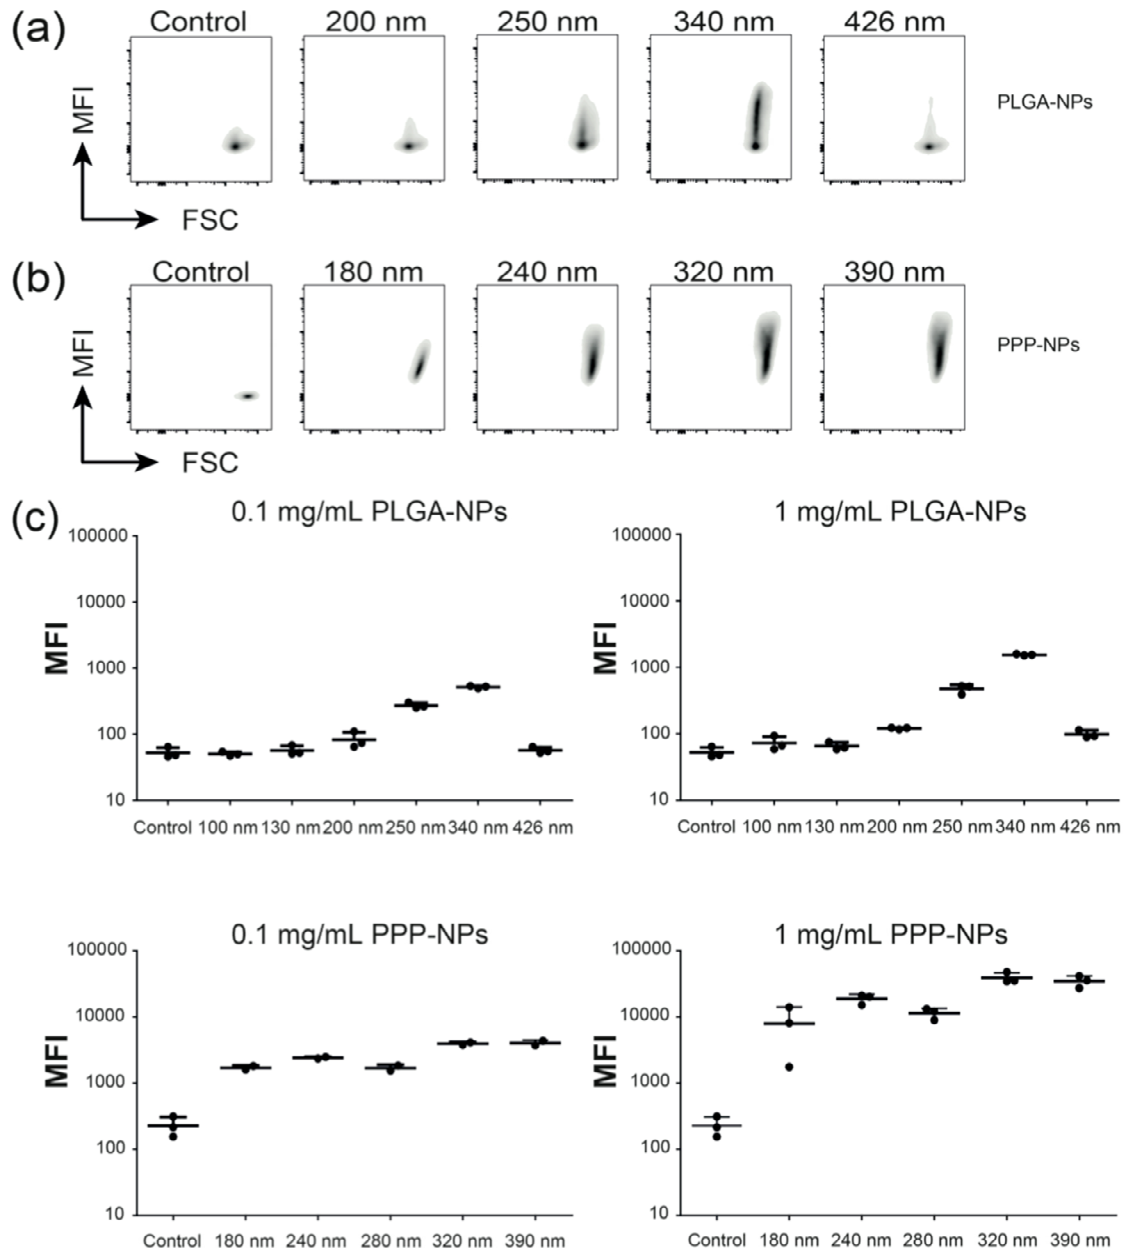 (a)
Control 200 nm 250 nm 340 nm 426 nm
MFI
FSC
PLGA-NPs
(b)
Control 180 nm 240 nm 320 nm 390 nm
MFI
FSC
PPP-NPs
(c)
0.1 mg/mL PLGA-NPs
MFI
100000
10000
1000
100
10
Control 100 nm 130 nm 200 nm 250 nm 340 nm 426 nm
1 mg/mL PLGA-NPs
MFI
100000
10000
1000
100
10
Control 100 nm 130 nm 200 nm 250 nm 340 nm 426 nm
0.1 mg/mL PPP-NPs
MFI
100000
10000
1000
100
10
Control 180 nm 240 nm 280 nm 320 nm 390 nm
1 mg/mL PPP-NPs
MFI
100000
10000
1000
100
10
Control 180 nm 240 nm 280 nm 320 nm 390 nm